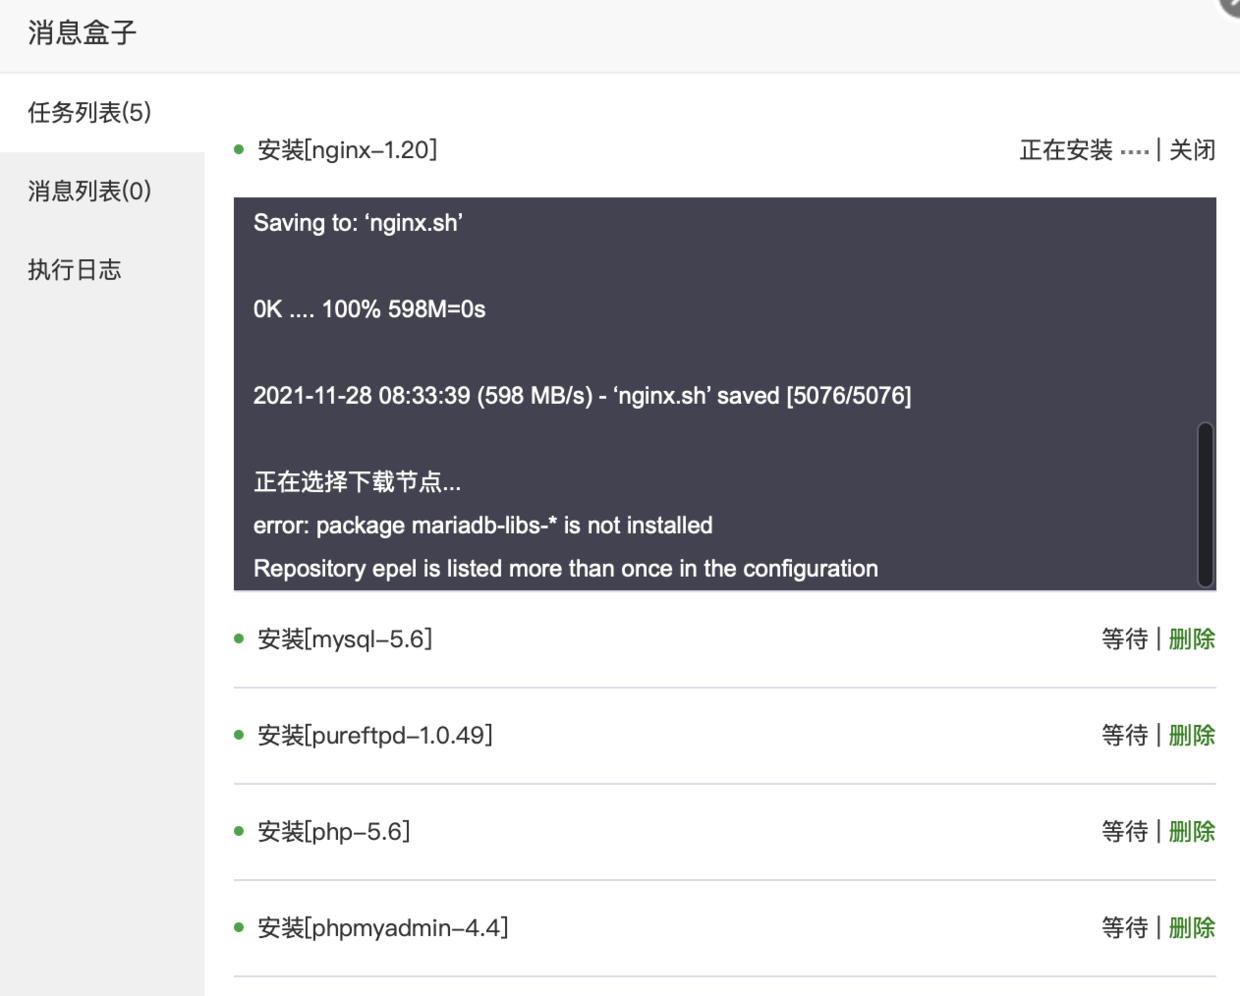 消息盒子
任务列表(5)
消息列表(0)
执行日志
安装[nginx-1.20] 正在安装 ···· | 关闭
Saving to: ‘nginx.sh’
0K .... 100% 598M=0s
2021-11-28 08:33:39 (598 MB/s) - ‘nginx.sh’ saved [5076/5076]
正在选择下载节点...
error: package mariadb-libs-* is not installed
Repository epel is listed more than once in the configuration
安装[mysql-5.6] 等待 | 删除
安装[pureftpd-1.0.49] 等待 | 删除
安装[php-5.6] 等待 | 删除
安装[phpmyadmin-4.4] 等待 | 删除